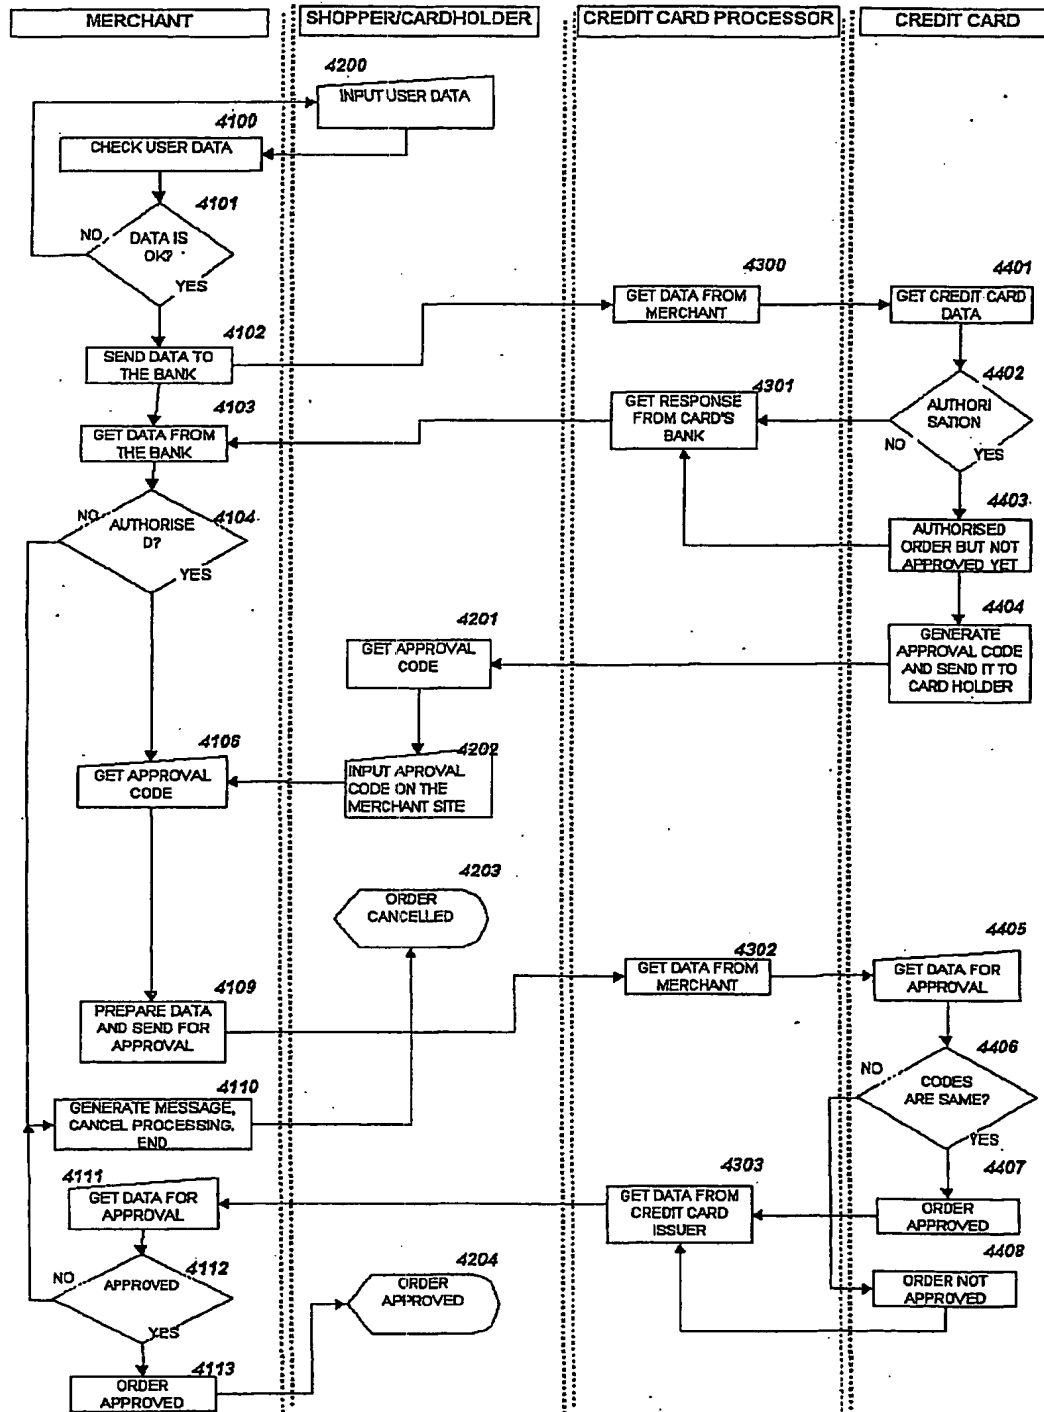 MERCHANT
SHOPPER/CARDHOLDER
CREDIT CARD PROCESSOR
CREDIT CARD
4200
INPUT USER DATA
4100
CHECK USER DATA
4101
NO
DATA IS
OK?
YES
4300
GET DATA FROM
MERCHANT
4401
GET CREDIT CARD
DATA
4102
SEND DATA TO
THE BANK
4402
AUTHORI
SATION
NO
YES
4301
GET RESPONSE
FROM CARD'S
BANK
4103
GET DATA FROM
THE BANK
4104
NO
AUTHORISE
D?
YES
4403
AUTHORISED
ORDER BUT NOT
APPROVED YET
4404
GENERATE
APPROVAL CODE
AND SEND IT TO
CARD HOLDER
4201
GET APPROVAL
CODE
4106
GET APPROVAL
CODE
4202
INPUT APROVAL
CODE ON THE
MERCHANT SITE
4203
ORDER
CANCELLED
4405
GET DATA FOR
APPROVAL
4302
GET DATA FROM
MERCHANT
4109
PREPARE DATA
AND SEND FOR
APPROVAL
4406
NO
CODES
ARE SAME?
YES
4110
GENERATE MESSAGE,
CANCEL PROCESSING,
END
4407
ORDER
APPROVED
4303
GET DATA FROM
CREDIT CARD
ISSUER
4111
GET DATA FOR
APPROVAL
4408
ORDER NOT
APPROVED
4112
NO
APPROVED
YES
4204
ORDER
APPROVED
4113
ORDER
APPROVED